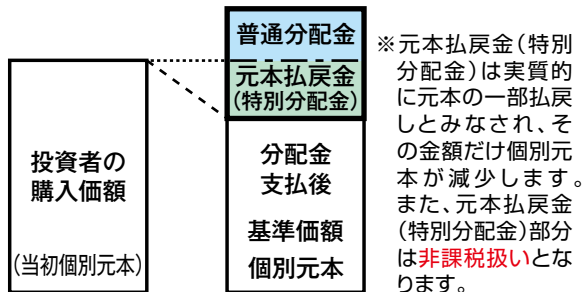 普通分配金
元本払戻金
(特別分配金)
投資者の
購入価額
(当初個別元本)
分配金
支払後
基準価額
個別元本
※元本払戻金(特別
分配金)は実質的
に元本の一部払戻
しとみなされ、そ
の金額だけ個別元
本が減少します。
また、元本払戻金
(特別分配金)部分
は非課税扱いとな
ります。